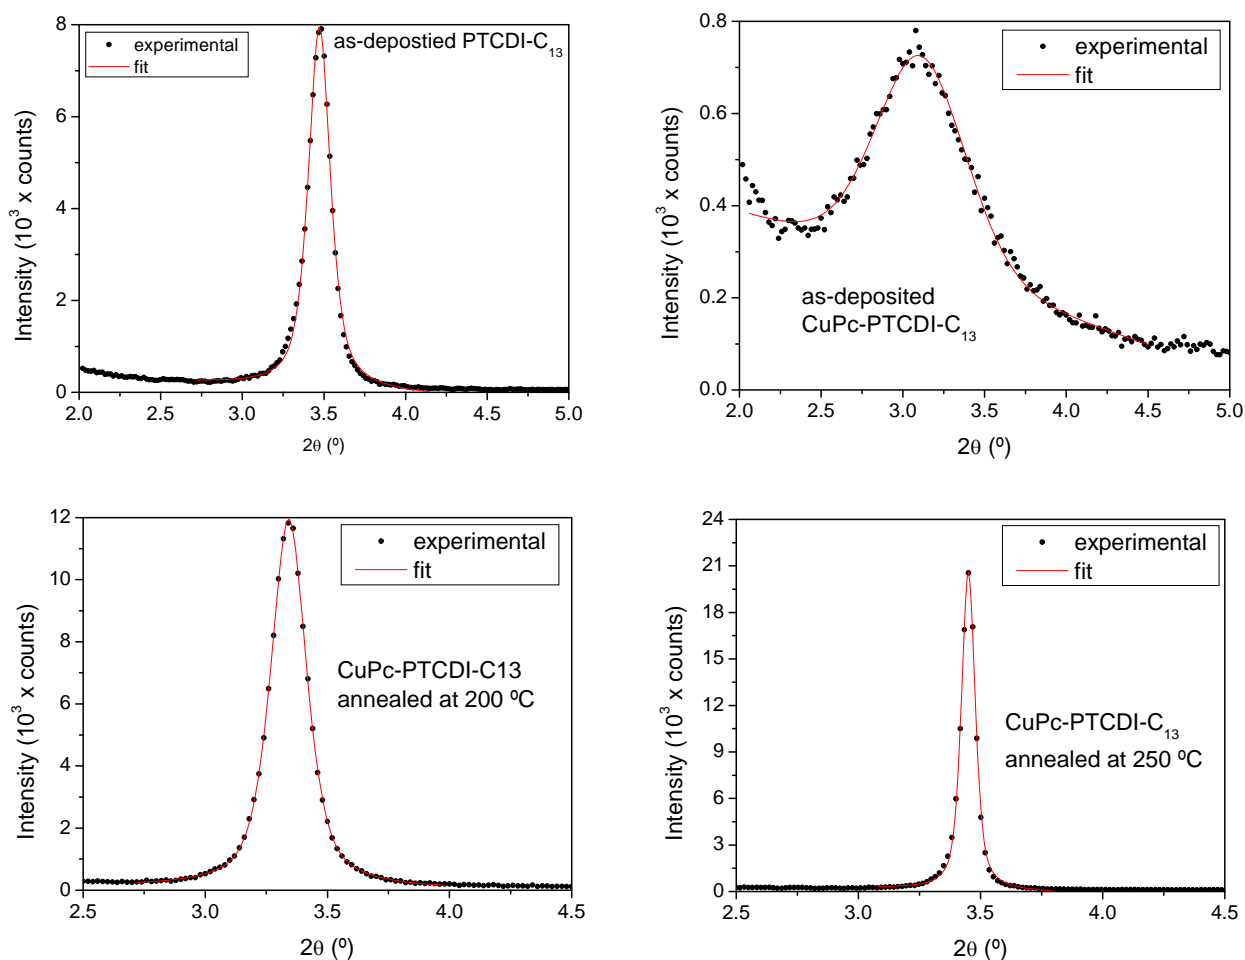 8
6
4
2
0
Intensity (10³ x counts)
experimental
fit
as-depostied PTCDI-C₁₃
2.0 2.5 3.0 3.5 4.0 4.5 5.0
2θ (º)
0.8
0.6
0.4
0.2
0.0
Intensity (10³ x counts)
experimental
fit
as-deposited
CuPc-PTCDI-C₁₃
2.0 2.5 3.0 3.5 4.0 4.5 5.0
2θ (º)
12
10
8
6
4
2
0
Intensity (10³ x counts)
experimental
fit
CuPc-PTCDI-C13
annealed at 200 ºC
2.5 3.0 3.5 4.0 4.5
2θ (º)
24
21
18
15
12
9
6
3
0
Intensity (10³ x counts)
experimental
fit
CuPc-PTCDI-C₁₃
annealed at 250 ºC
2.5 3.0 3.5 4.0 4.5
2θ (º)